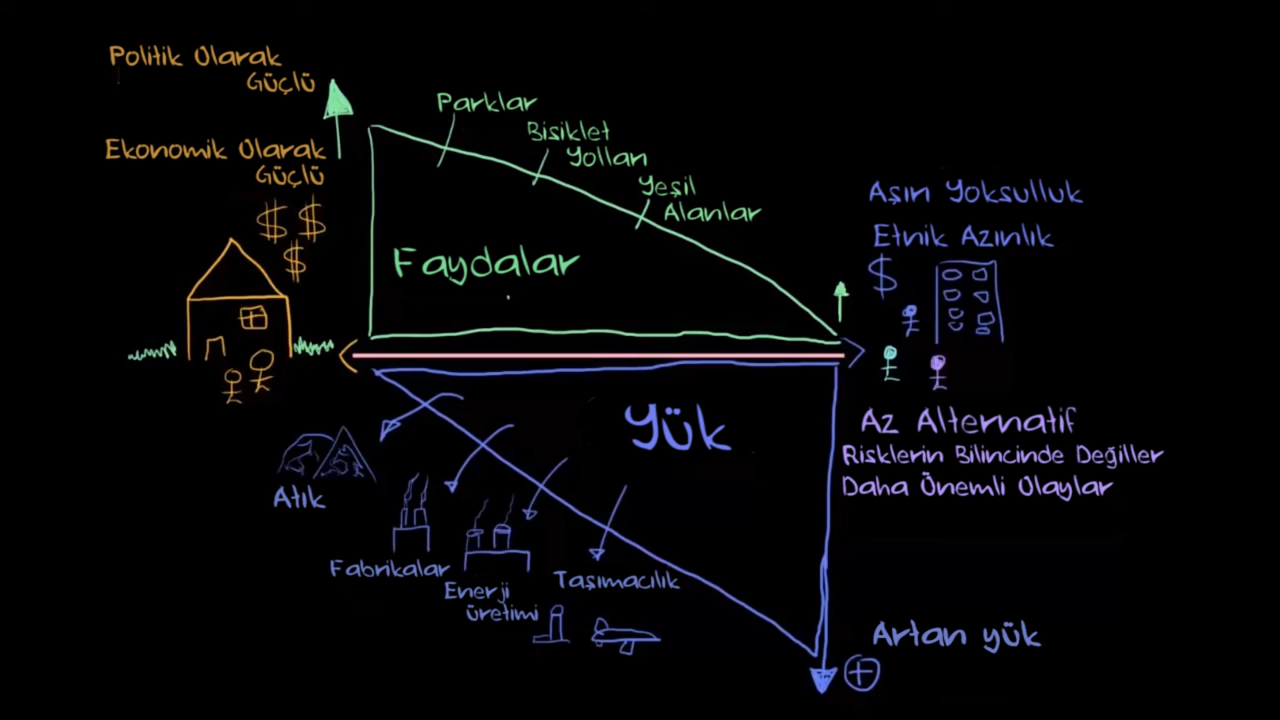 Politik Olarak
Güçlü
Ekonomik Olarak
Güçlü
$ $
$
Parklar
Bisiklet
Yolları
Yeşil
Alanlar
Faydalar
Aşırı Yoksulluk
Etnik Azınlık
$
Yük
Az Alternatif
Risklerin Bilincinde Değiller
Daha Önemli Olaylar
Atık
Fabrikalar
Enerji
üretimi
Taşımacılık
Artan yük
+